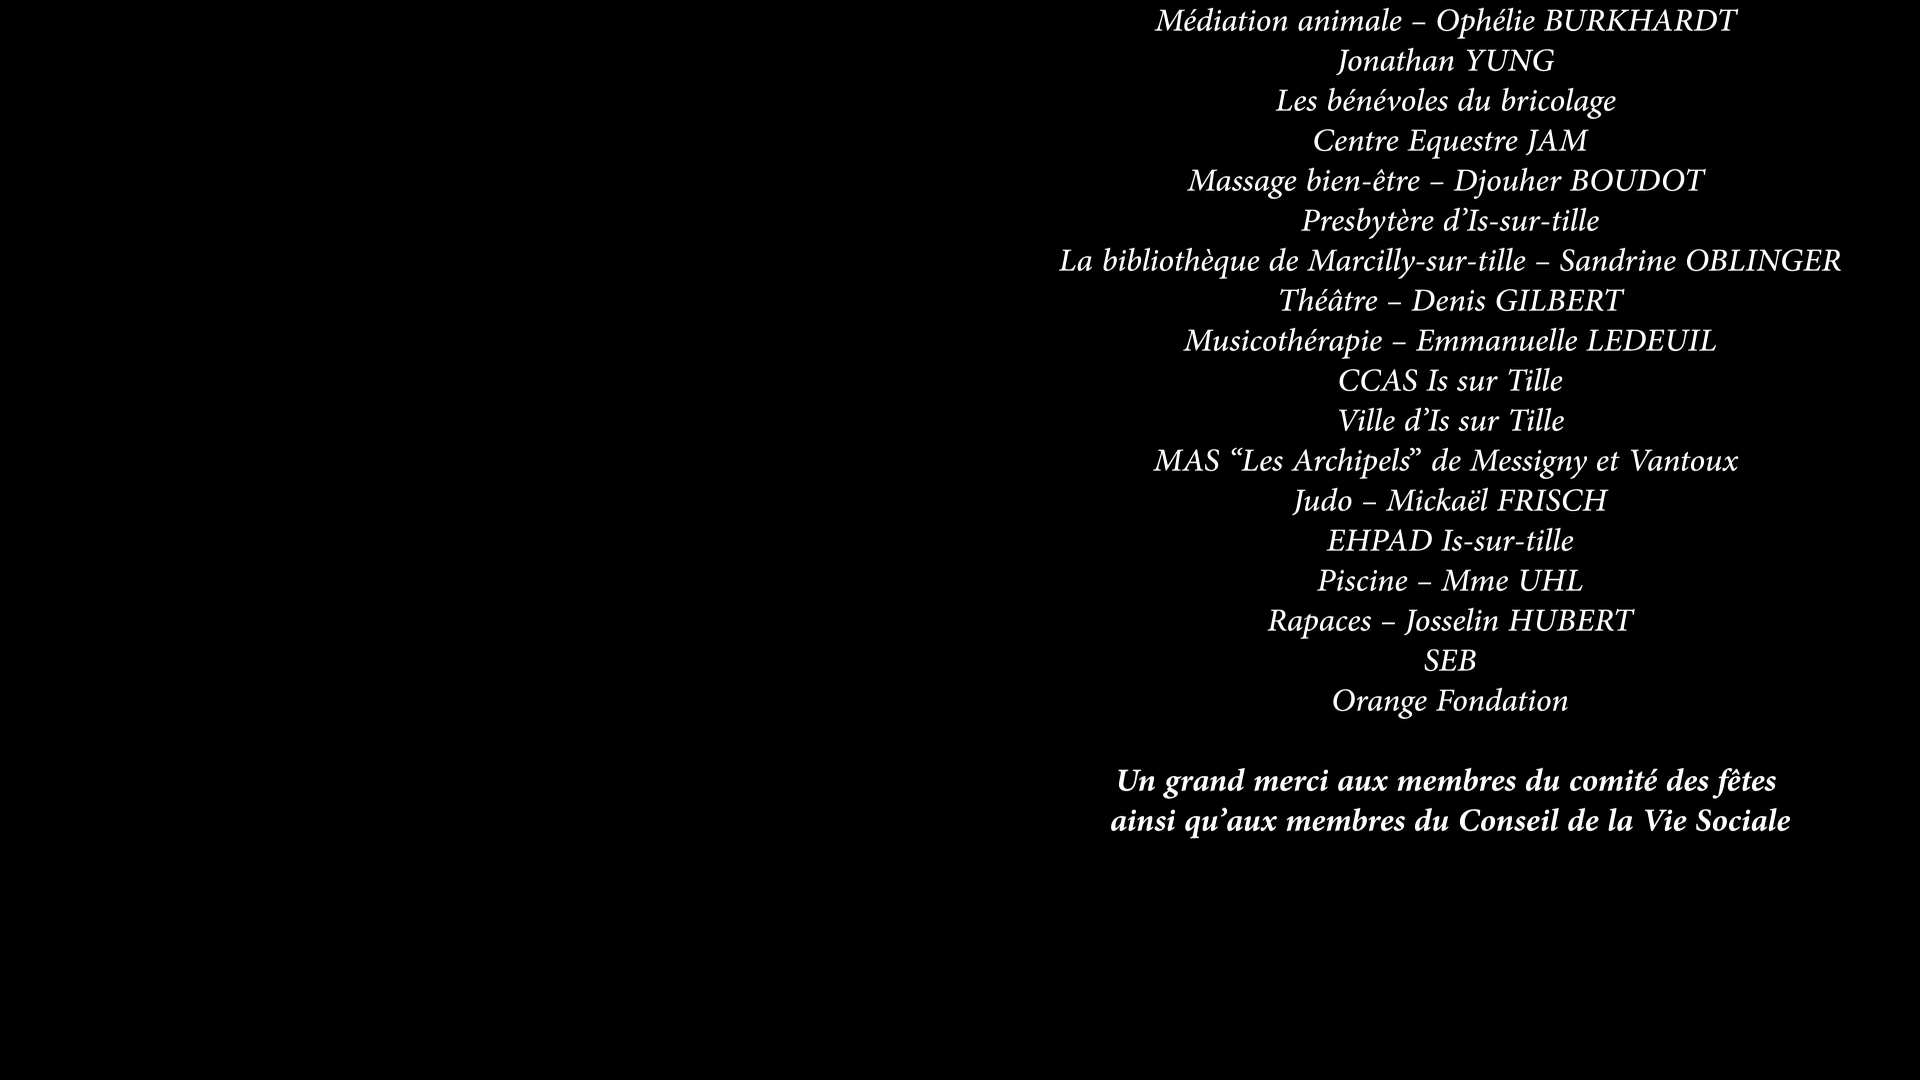 Médiation animale – Ophélie BURKHARDT
Jonathan YUNG
Les bénévoles du bricolage
Centre Equestre JAM
Massage bien-être – Djouher BOUDOT
Presbytère d’Is-sur-tille
La bibliothèque de Marcilly-sur-tille – Sandrine OBLINGER
Théâtre – Denis GILBERT
Musicothérapie – Emmanuelle LEDEUIL
CCAS Is sur Tille
Ville d’Is sur Tille
MAS “Les Archipels” de Messigny et Vantoux
Judo – Mickaël FRISCH
EHPAD Is-sur-tille
Piscine – Mme UHL
Rapaces – Josselin HUBERT
SEB
Orange Fondation
Un grand merci aux membres du comité des fêtes
ainsi qu’aux membres du Conseil de la Vie Sociale